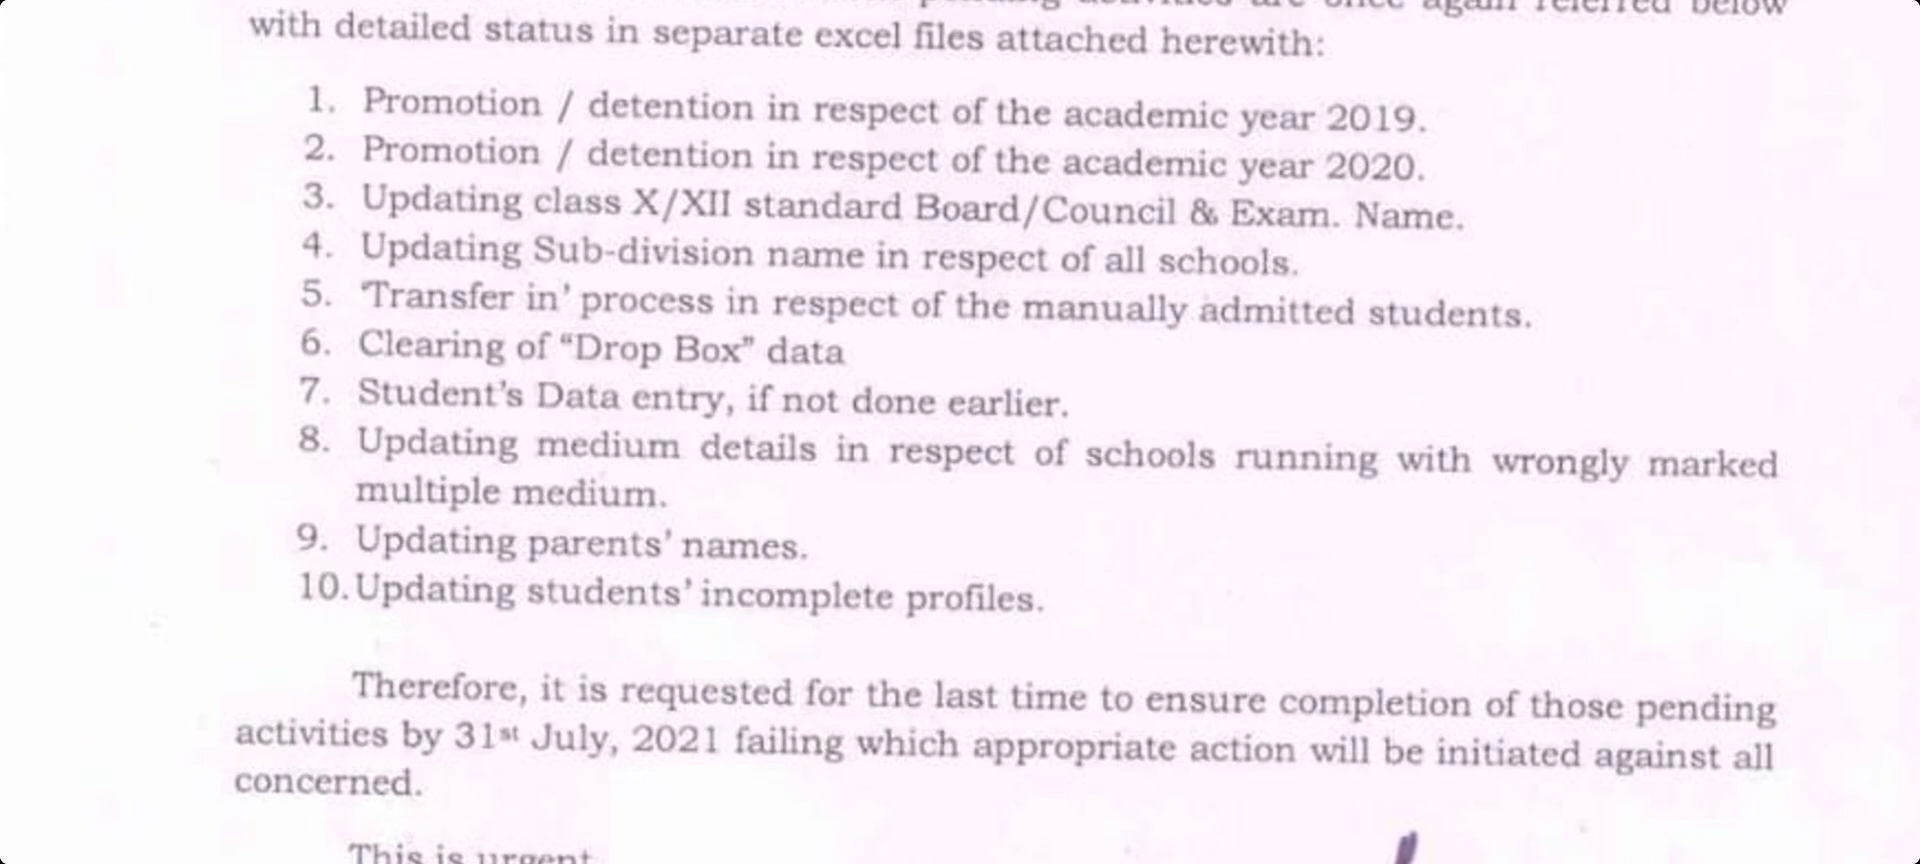 are once again referred below
with detailed status in separate excel files attached herewith:
1. Promotion / detention in respect of the academic year 2019.
2. Promotion / detention in respect of the academic year 2020.
3. Updating class X/XII standard Board/Council & Exam. Name.
4. Updating Sub-division name in respect of all schools.
5. 'Transfer in' process in respect of the manually admitted students.
6. Clearing of “Drop Box” data
7. Student's Data entry, if not done earlier.
8. Updating medium details in respect of schools running with wrongly marked
multiple medium.
9. Updating parents' names.
10. Updating students' incomplete profiles.
Therefore, it is requested for the last time to ensure completion of those pending
activities by 31st July, 2021 failing which appropriate action will be initiated against all
concerned.
This is urgent